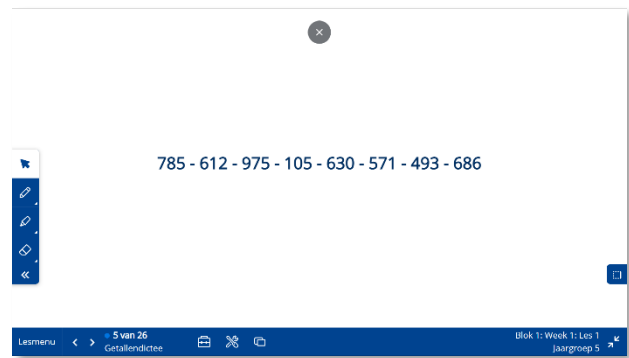 785 - 612 - 975 - 105 - 630 - 571 - 493 - 686
Lesmenu
5 van 26
Getallendictee
Blok 1: Week 1: Les 1
Jaargroep 5